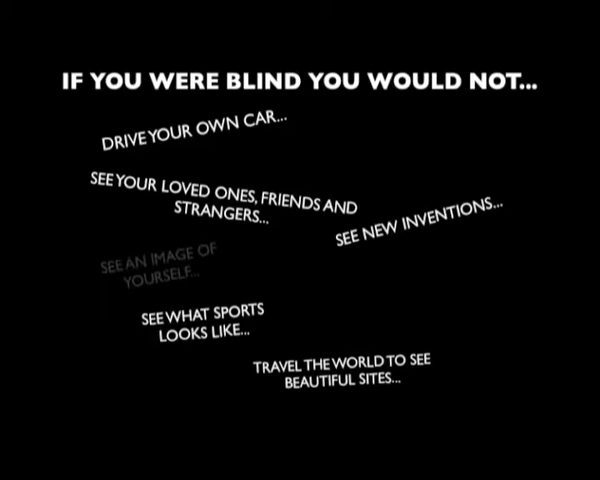 IF YOU WERE BLIND YOU WOULD NOT...
DRIVE YOUR OWN CAR...
SEE YOUR LOVED ONES, FRIENDS AND
STRANGERS...
SEE NEW INVENTIONS...
SEE AN IMAGE OF
YOURSELF...
SEE WHAT SPORTS
LOOKS LIKE...
TRAVEL THE WORLD TO SEE
BEAUTIFUL SITES...